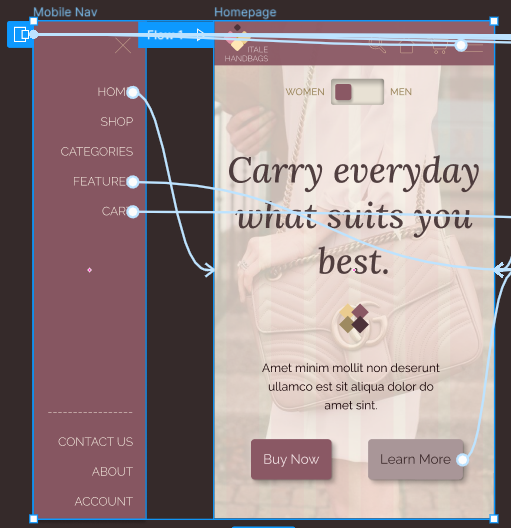 Mobile Nav
Homepage
Flow 1
ITALE
HANDBAGS
HOM
SHOP
CATEGORIES
FEATURE
CAR
WOMEN
MEN
Carry everyday
what suits you
best.
Amet minim mollit non deserunt
ullamco est sit aliqua dolor do
amet sint.
Buy Now
Learn More
CONTACT US
ABOUT
ACCOUNT